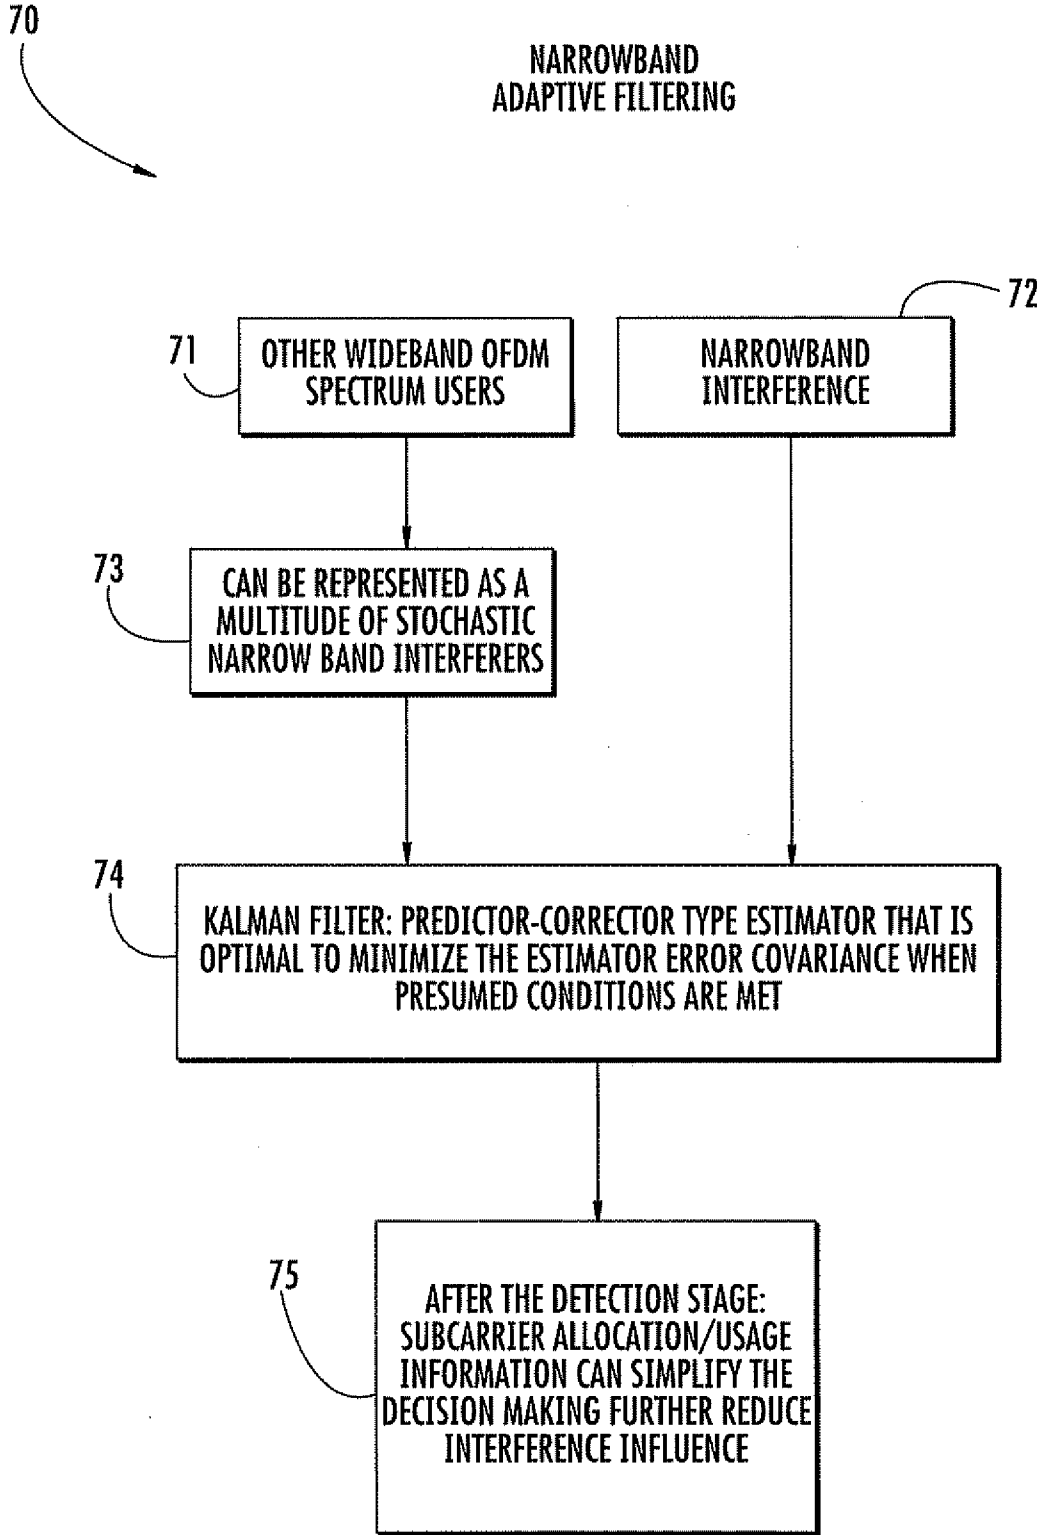 70
NARROWBAND
ADAPTIVE FILTERING
72
71
OTHER WIDEBAND OFDM
SPECTRUM USERS
NARROWBAND
INTERFERENCE
73
CAN BE REPRESENTED AS A
MULTITUDE OF STOCHASTIC
NARROW BAND INTERFERERS
74
KALMAN FILTER: PREDICTOR-CORRECTOR TYPE ESTIMATOR THAT IS
OPTIMAL TO MINIMIZE THE ESTIMATOR ERROR COVARIANCE WHEN
PRESUMED CONDITIONS ARE MET
75
AFTER THE DETECTION STAGE:
SUBCARRIER ALLOCATION/USAGE
INFORMATION CAN SIMPLIFY THE
DECISION MAKING FURTHER REDUCE
INTERFERENCE INFLUENCE